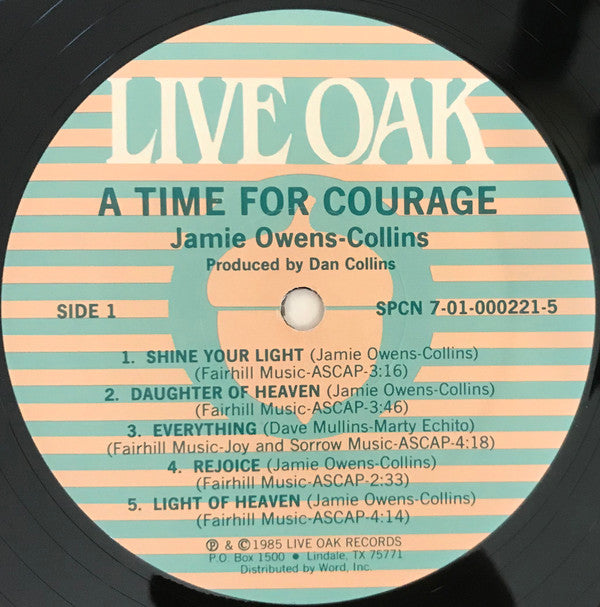 LIVE OAK
A TIME FOR COURAGE
Jamie Owens-Collins
Produced by Dan Collins
SIDE 1
SPCN 7-01-000221-5
1. SHINE YOUR LIGHT (Jamie Owens-Collins)
(Fairhill Music-ASCAP-3:16)
2. DAUGHTER OF HEAVEN (Jamie Owens-Collins)
(Fairhill Music-ASCAP-3:46)
3. EVERYTHING (Dave Mullins-Marty Echito)
(Fairhill Music-Joy and Sorrow Music-ASCAP-4:18)
4. REJOICE (Jamie Owens-Collins)
(Fairhill Music-ASCAP-2:33)
5. LIGHT OF HEAVEN (Jamie Owens-Collins)
(Fairhill Music-ASCAP-4:14)
℗ & ©1985 LIVE OAK RECORDS
P.O. Box 1500 ● Lindale, TX 75771
Distributed by Word, Inc.